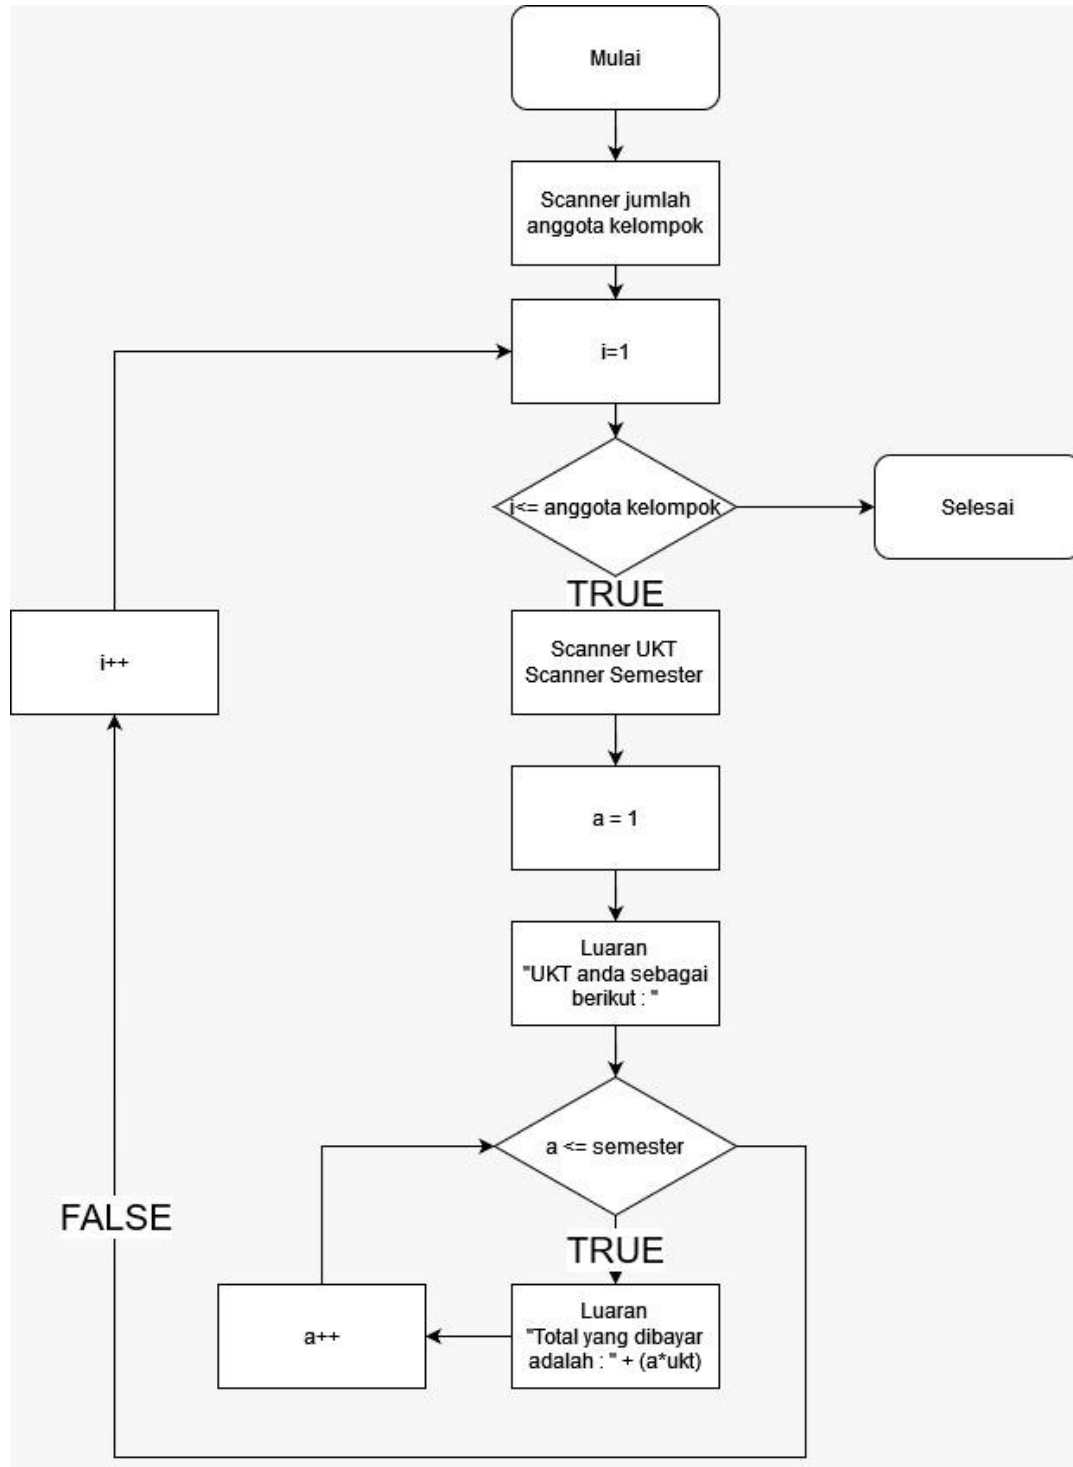 Mulai
Scanner jumlah
anggota kelompok
i=1
i<= anggota kelompok
Selesai
TRUE
Scanner UKT
Scanner Semester
i++
a = 1
Luaran
"UKT anda sebagai
berikut : "
a <= semester
FALSE
TRUE
Luaran
"Total yang dibayar
adalah : " + (a*ukt)
a++